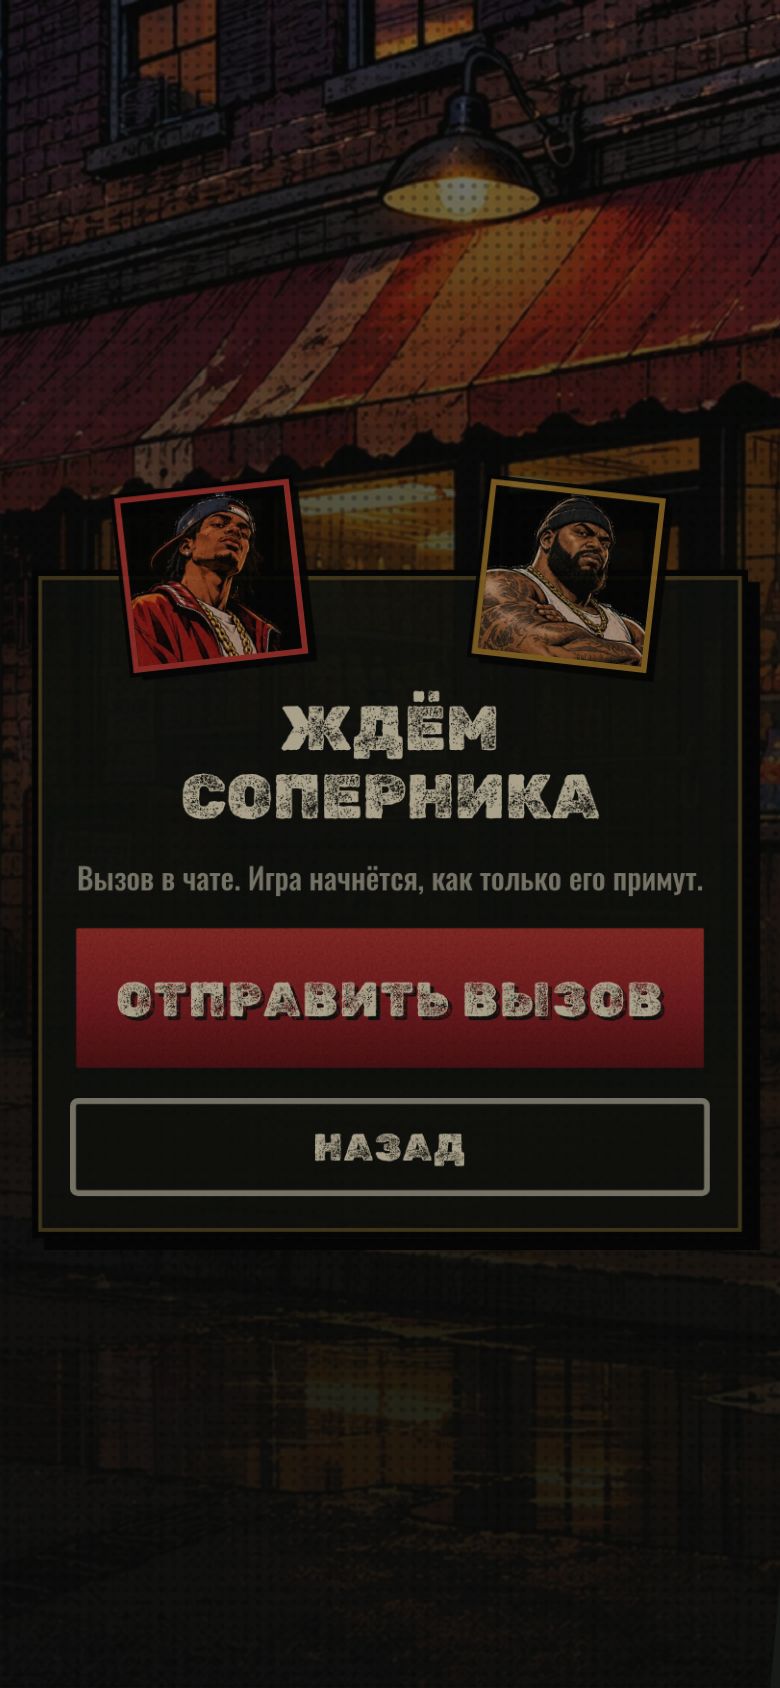 ЖДЁМ
СОПЕРНИКА
Вызов в чате. Игра начнётся, как только его примут.
ОТПРАВИТЬ ВЫЗОВ
НАЗАД